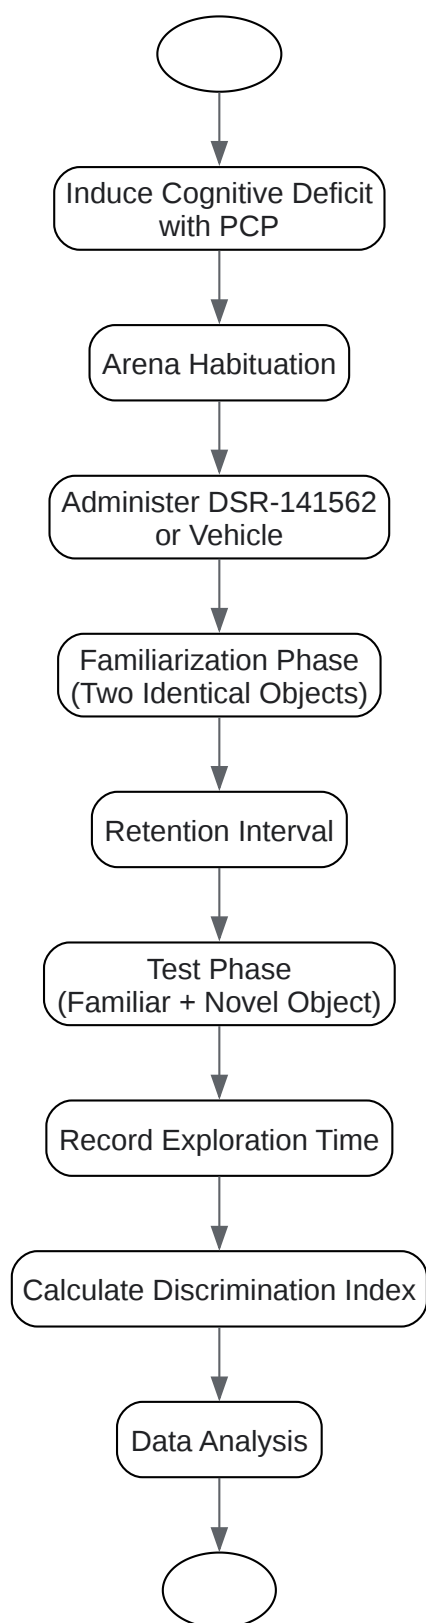 Induce Cognitive Deficit
with PCP
Arena Habituation
Administer DSR-141562
or Vehicle
Familiarization Phase
(Two Identical Objects)
Retention Interval
Test Phase
(Familiar + Novel Object)
Record Exploration Time
Calculate Discrimination Index
Data Analysis